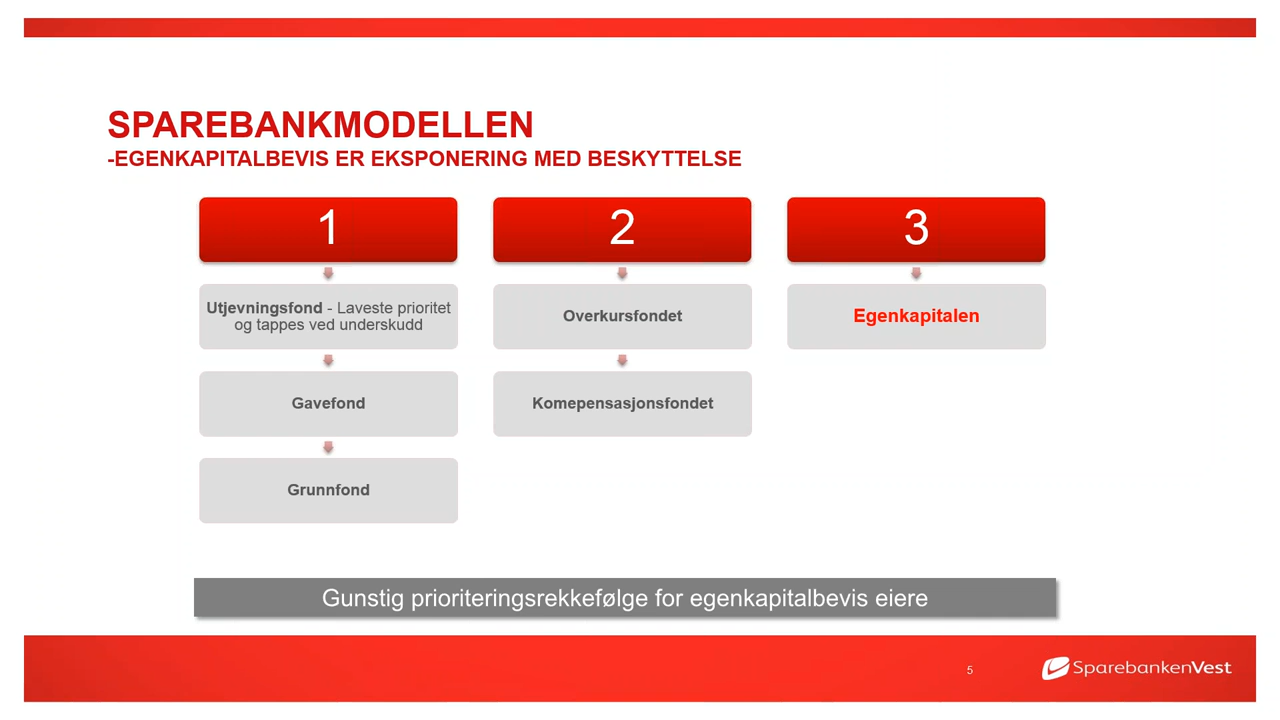 SPAREBANKMODELLEN
-EGENKAPITALBEVIS ER EKSPONERING MED BESKYTTELSE
1
2
3
Utjevningsfond - Laveste prioritet
og tappes ved underskudd
Overkursfondet
Egenkapitalen
Gavefond
Komepensasjonsfondet
Grunnfond
Gunstig prioriteringsrekkefølge for egenkapitalbevis eiere
5
SparebankenVest